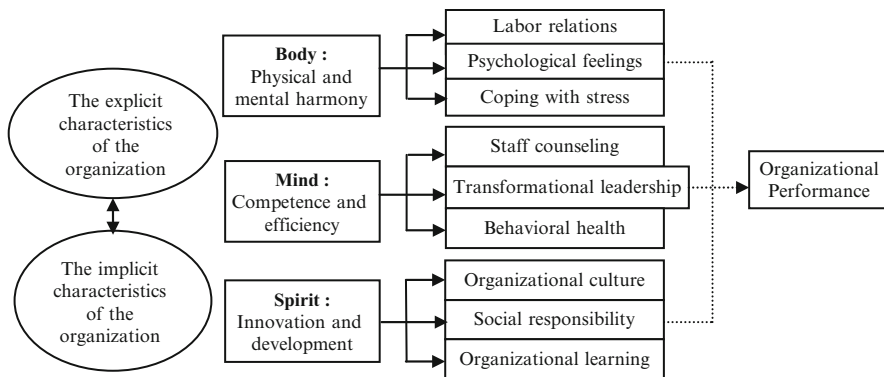 The explicit
characteristics
of the
organization
The implicit
characteristics
of the
organization
Body :
Physical and
mental harmony
Mind :
Competence and
efficiency
Spirit :
Innovation and
development
Labor relations
Psychological feelings
Coping with stress
Staff counseling
Transformational leadership
Behavioral health
Organizational culture
Social responsibility
Organizational learning
Organizational
Performance